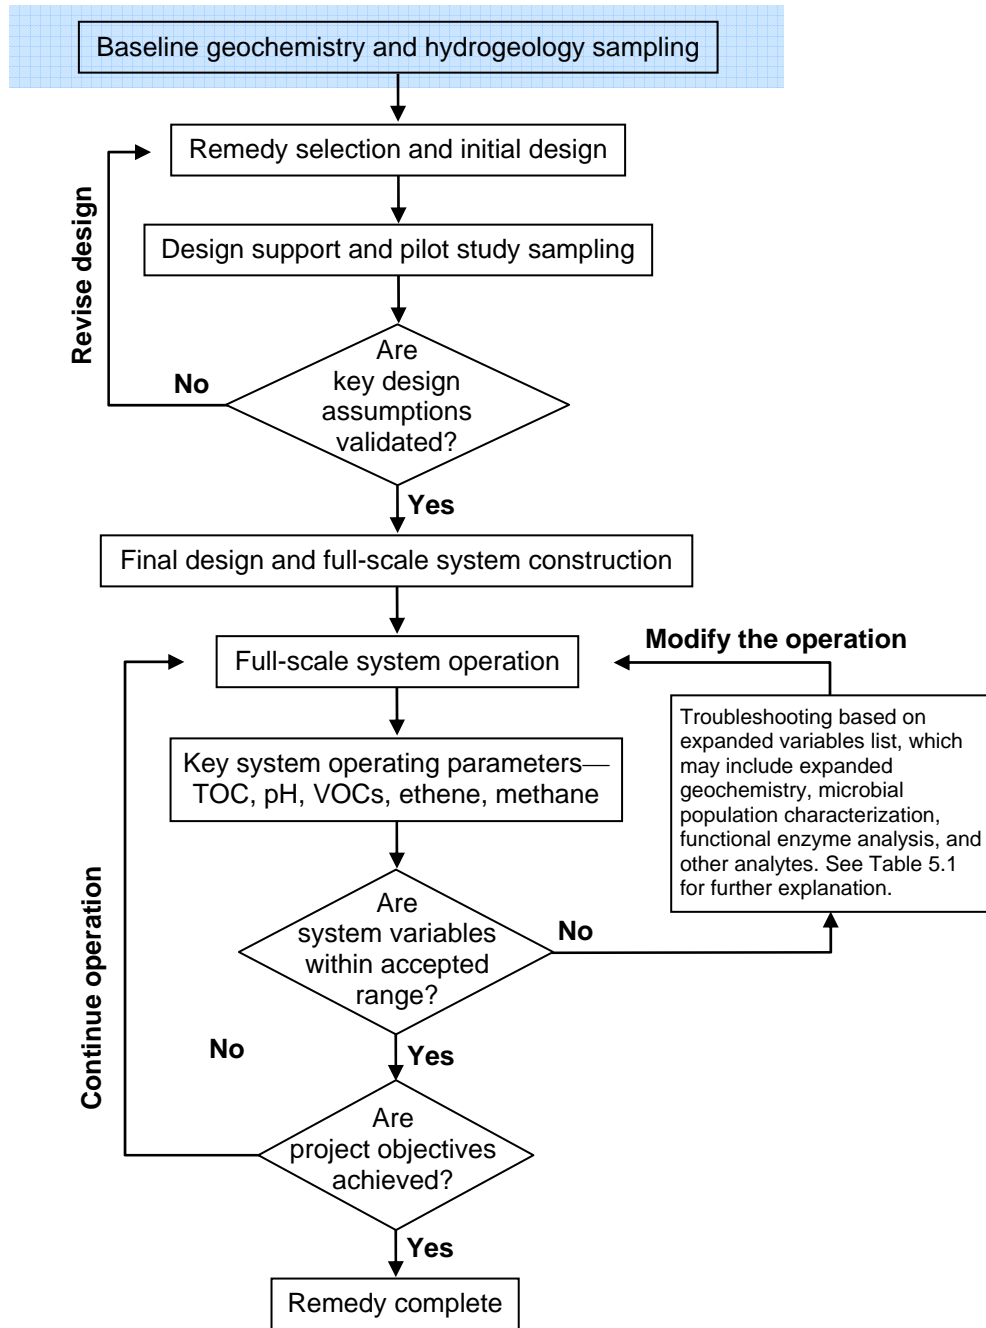 Baseline geochemistry and hydrogeology sampling
Remedy selection and initial design
Revise design
Design support and pilot study sampling
Are
key design
assumptions
validated?
No
Yes
Final design and full-scale system construction
Modify the operation
Full-scale system operation
Troubleshooting based on
expanded variables list, which
may include expanded
geochemistry, microbial
population characterization,
functional enzyme analysis, and
other analytes. See Table 5.1
for further explanation.
Key system operating parameters—
TOC, pH, VOCs, ethene, methane
Continue operation
Are
system variables
within accepted
range?
No
Yes
No
Are
project objectives
achieved?
Yes
Remedy complete